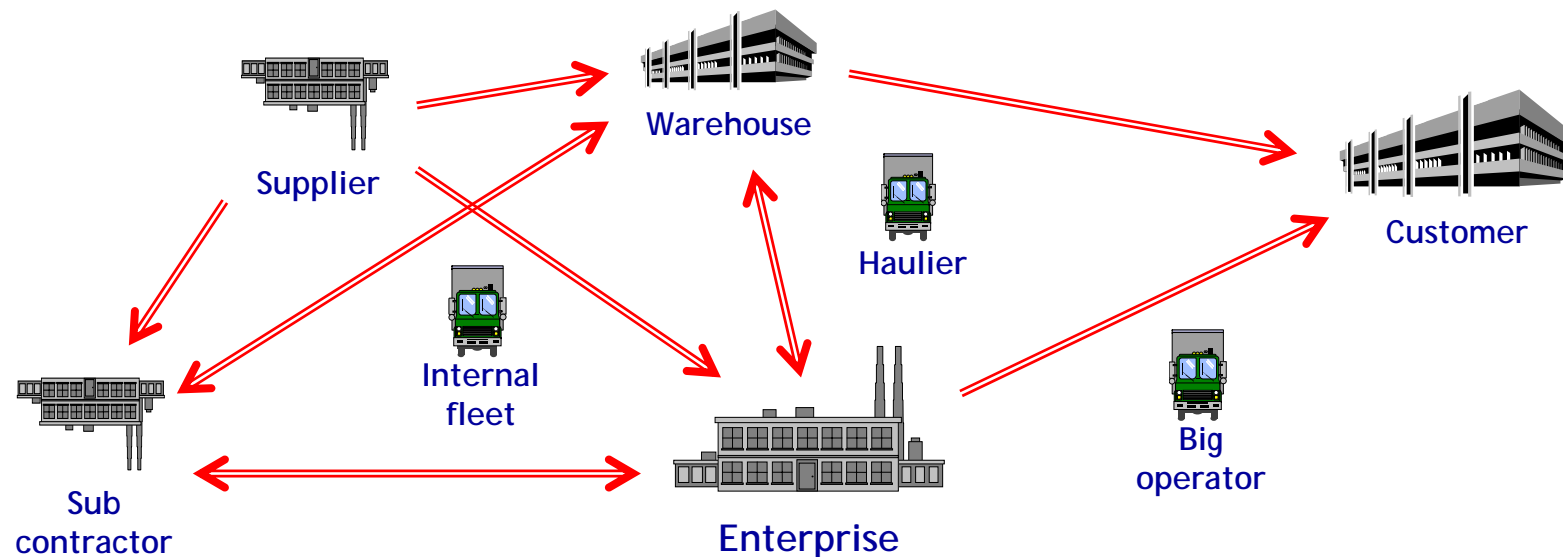 Warehouse
Supplier
Customer
Haulier
Internal
fleet
Big
operator
Sub
contractor
Enterprise